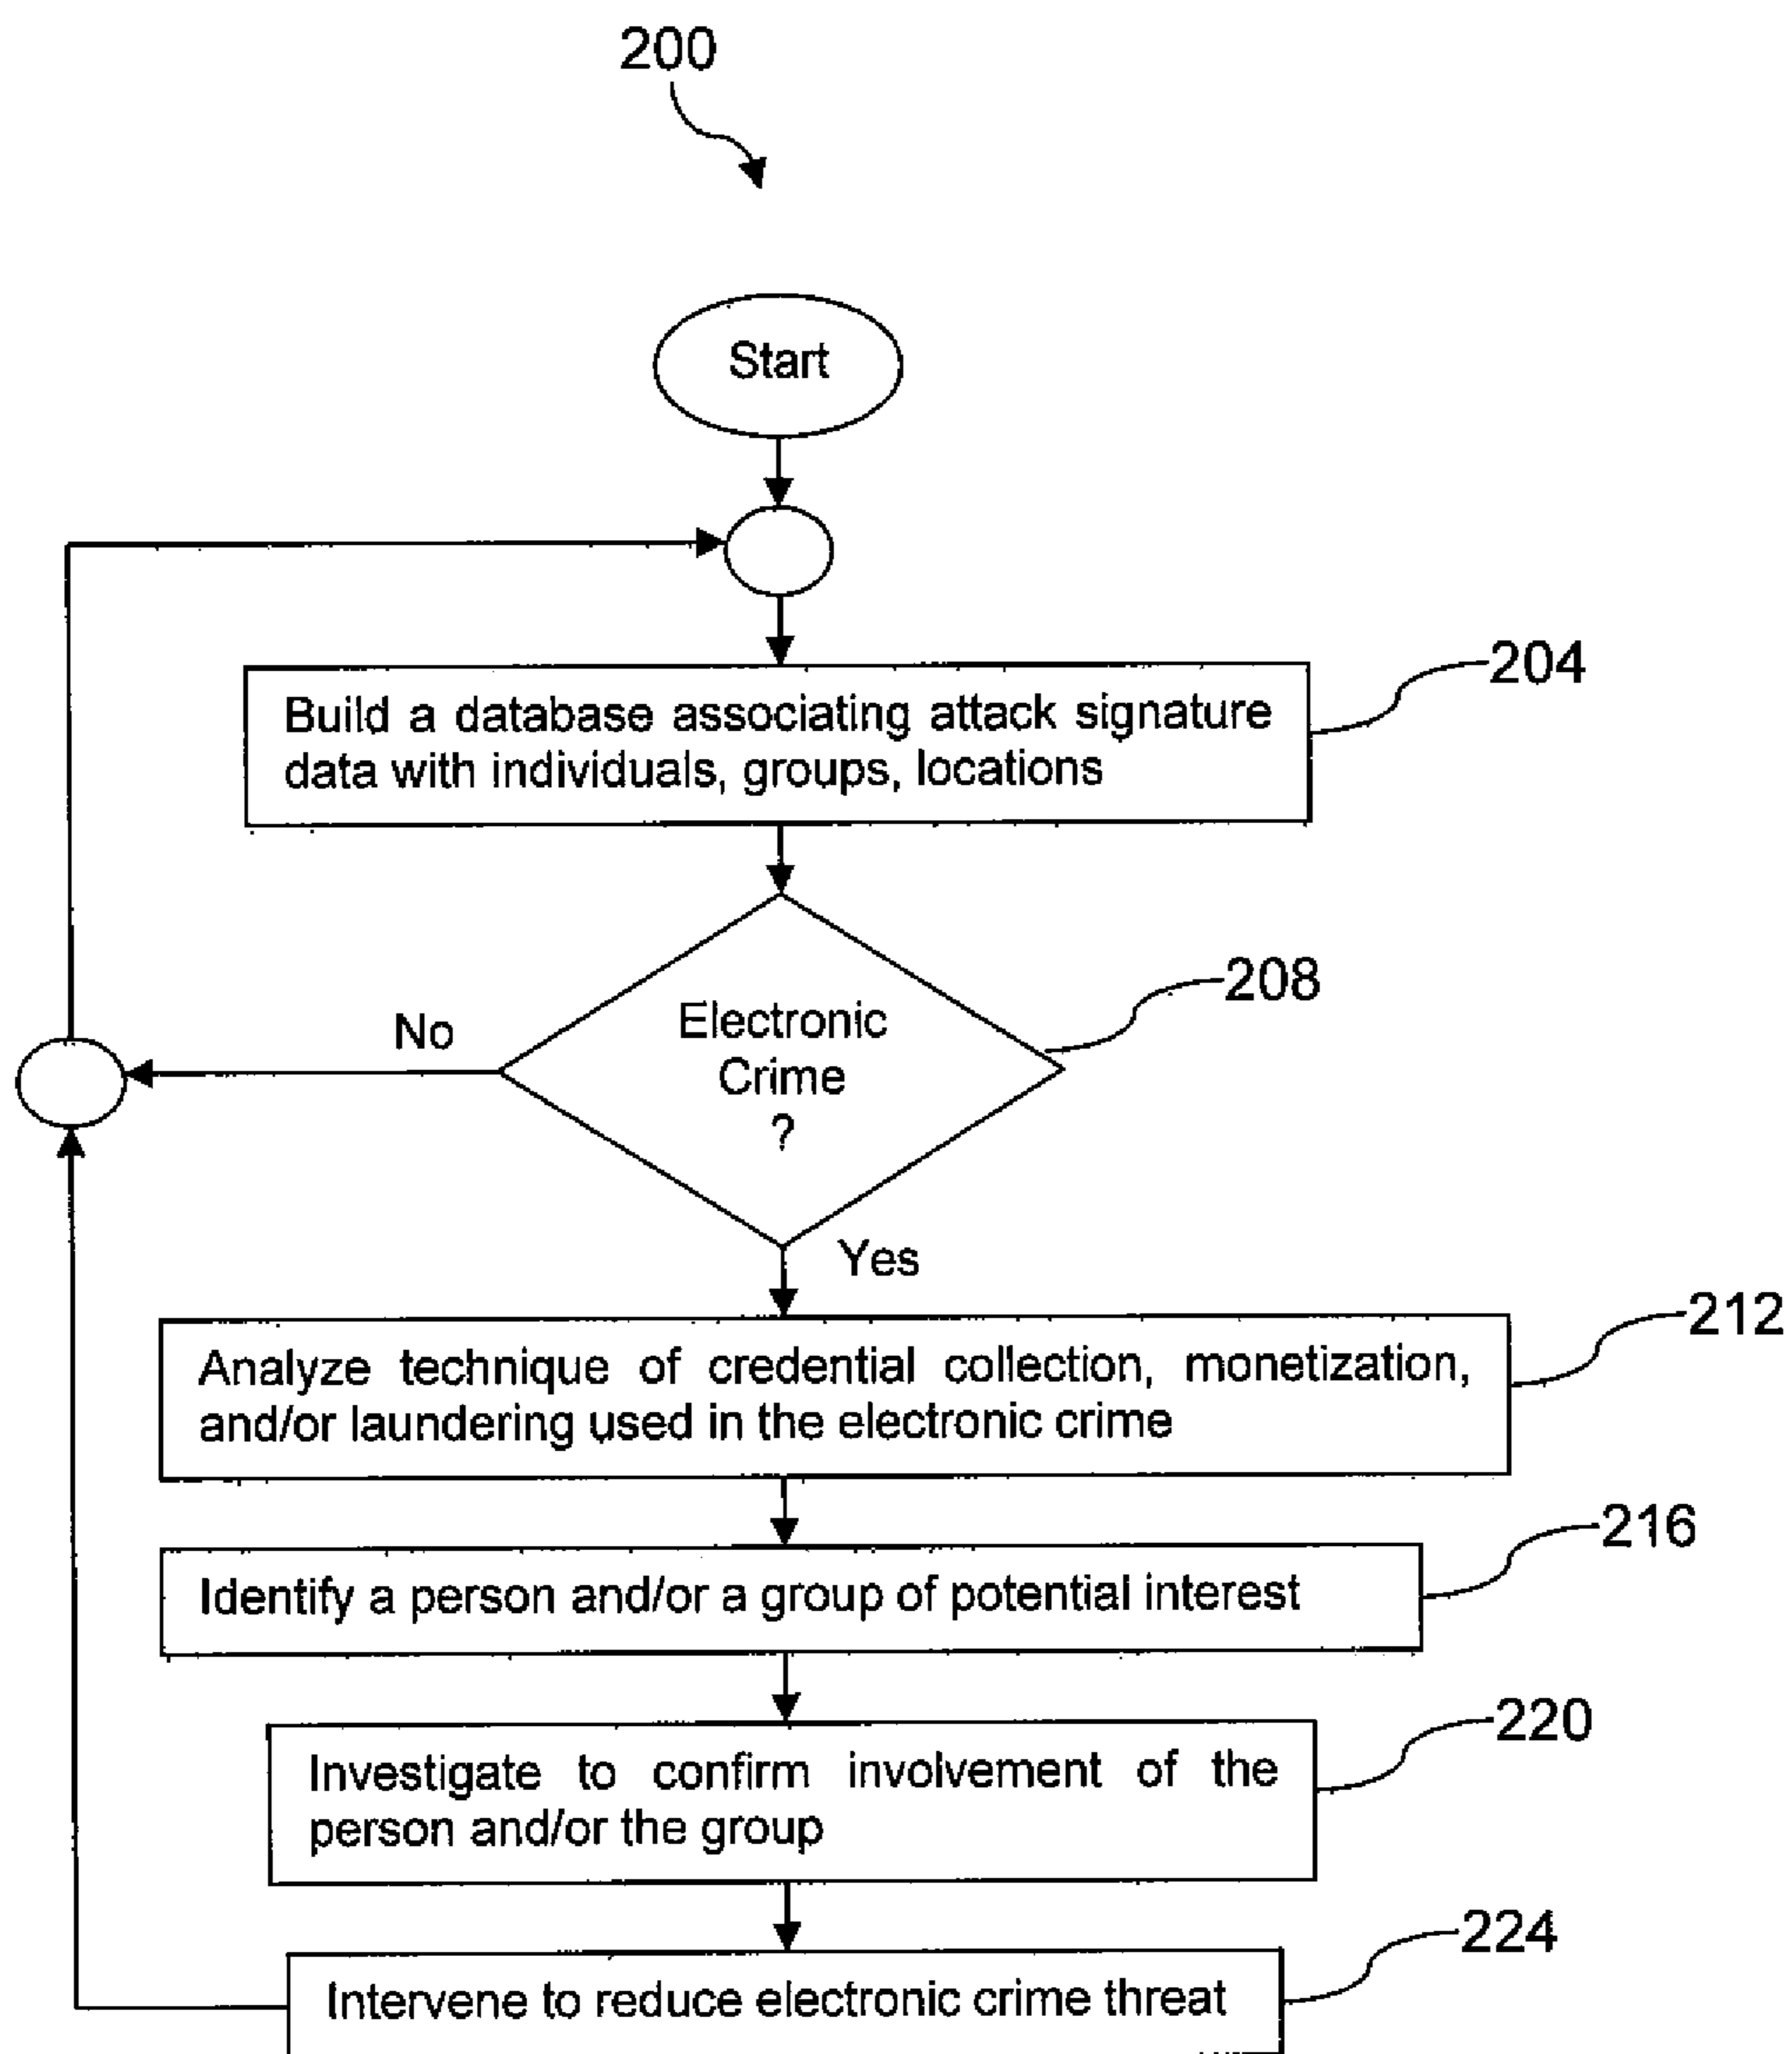 200
Start
204
Build a database associating attack signature
data with individuals, groups, locations
208
No
Electronic
Crime
?
Yes
212
Analyze technique of credential collection, monetization,
and/or laundering used in the electronic crime
216
Identify a person and/or a group of potential interest
220
Investigate to confirm involvement of the
person and/or the group
224
Intervene to reduce electronic crime threat